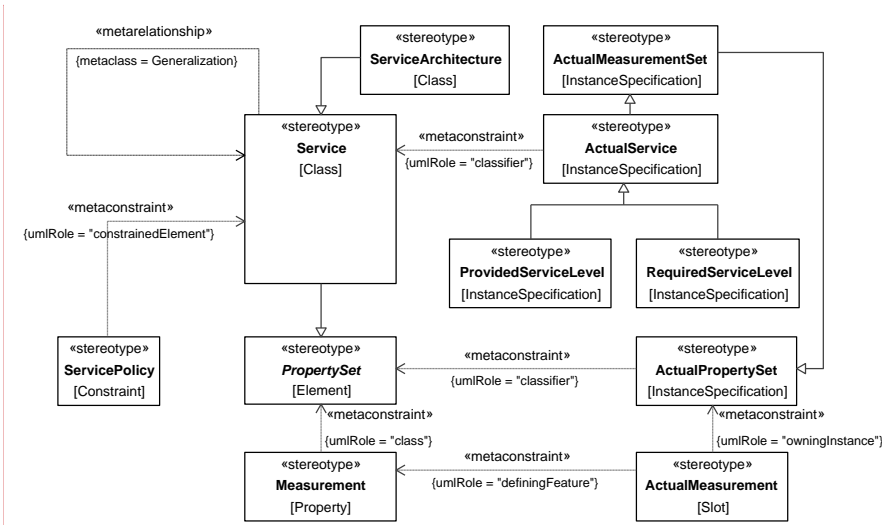 «metarelationship»
{metaclass = Generalization}
«stereotype»
ServiceArchitecture
[Class]
«stereotype»
ActualMeasurementSet
[InstanceSpecification]
«stereotype»
Service
[Class]
«metaconstraint»
{umlRole = "classifier"}
«stereotype»
ActualService
[InstanceSpecification]
«metaconstraint»
{umlRole = "constrainedElement"}
«stereotype»
ProvidedServiceLevel
[InstanceSpecification]
«stereotype»
RequiredServiceLevel
[InstanceSpecification]
«stereotype»
ServicePolicy
[Constraint]
«stereotype»
PropertySet
[Element]
«metaconstraint»
{umlRole = "classifier"}
«stereotype»
ActualPropertySet
[InstanceSpecification]
«metaconstraint»
{umlRole = "class"}
«metaconstraint»
{umlRole = "owningInstance"}
«stereotype»
Measurement
[Property]
«metaconstraint»
{umlRole = "definingFeature"}
«stereotype»
ActualMeasurement
[Slot]